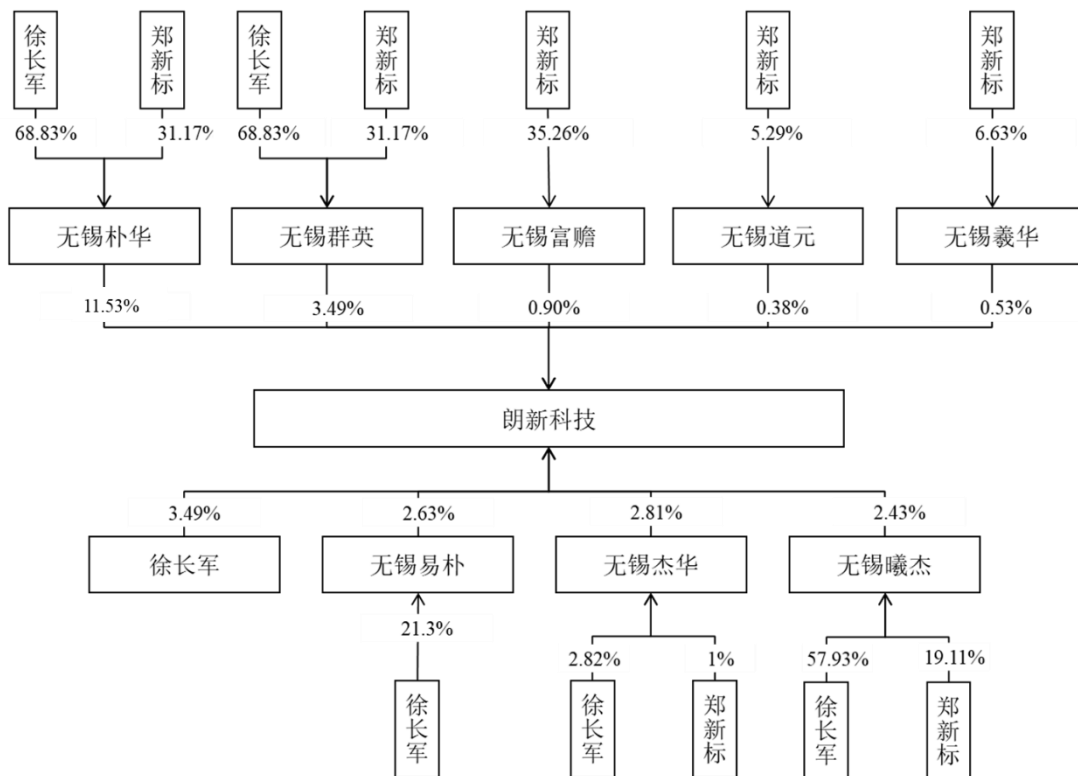 徐长军
郑新标
徐长军
郑新标
郑新标
郑新标
郑新标
68.83%
31.17%
68.83%
31.17%
35.26%
5.29%
6.63%
无锡朴华
无锡群英
无锡富赡
无锡道元
无锡羲华
11.53%
3.49%
0.90%
0.38%
0.53%
朗新科技
3.49%
2.63%
2.81%
2.43%
徐长军
无锡易朴
无锡杰华
无锡曦杰
21.3%
2.82%
1%
57.93%
19.11%
徐长军
徐长军
郑新标
徐长军
郑新标